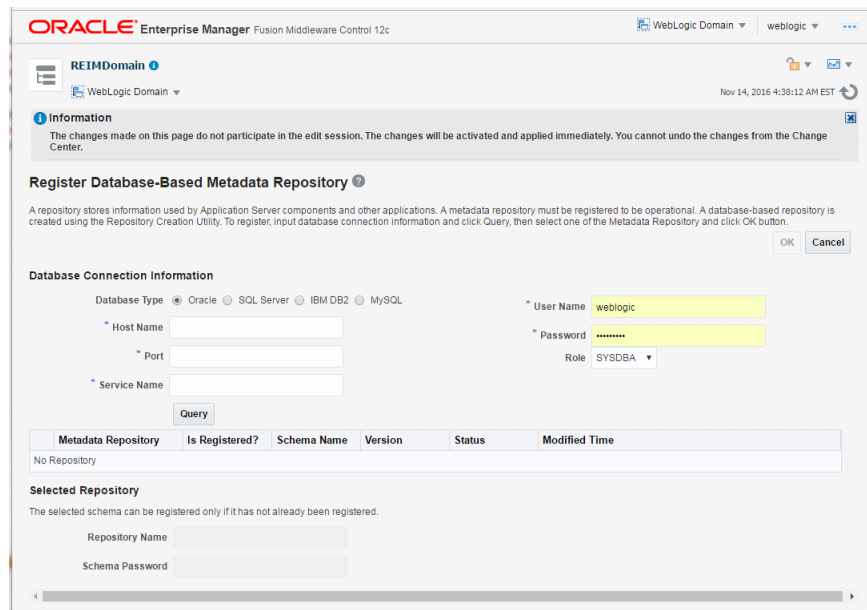 ORACLE Enterprise Manager Fusion Middleware Control 12c
WebLogic Domain
weblogic
REIMDomain
WebLogic Domain
Nov 14, 2016 4:38:12 AM EST
Information
The changes made on this page do not participate in the edit session. The changes will be activated and applied immediately. You cannot undo the changes from the Change
Center.
Register Database-Based Metadata Repository
A repository stores information used by Application Server components and other applications. A metadata repository must be registered to be operational. A database-based repository is
created using the Repository Creation Utility. To register, input database connection information and click Query, then select one of the Metadata Repository and click OK button.
OK Cancel
Database Connection Information
Database Type Oracle SQL Server IBM DB2 MySQL
* Host Name
* Port
* Service Name
* User Name weblogic
* Password •••••••••
Role SYSDBA
Query
Metadata Repository Is Registered? Schema Name Version Status Modified Time
No Repository
Selected Repository
The selected schema can be registered only if it has not already been registered.
Repository Name
Schema Password